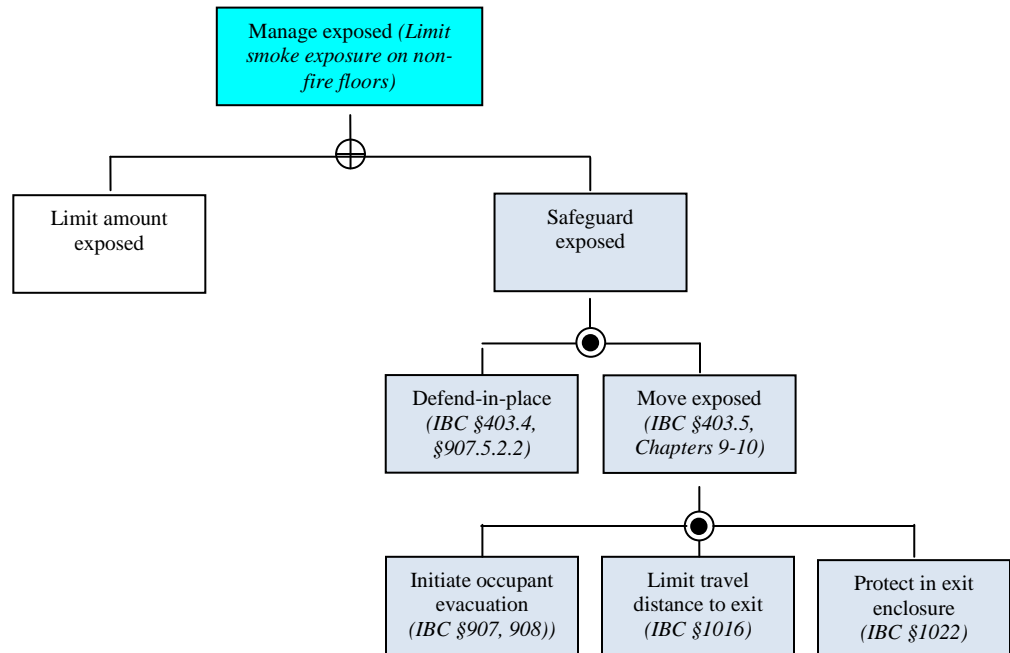 Manage exposed (Limit
smoke exposure on non-
fire floors)
Limit amount
exposed
Safeguard
exposed
Defend-in-place
(IBC §403.4,
§907.5.2.2)
Move exposed
(IBC §403.5,
Chapters 9-10)
Initiate occupant
evacuation
(IBC §907, 908))
Limit travel
distance to exit
(IBC §1016)
Protect in exit
enclosure
(IBC §1022)